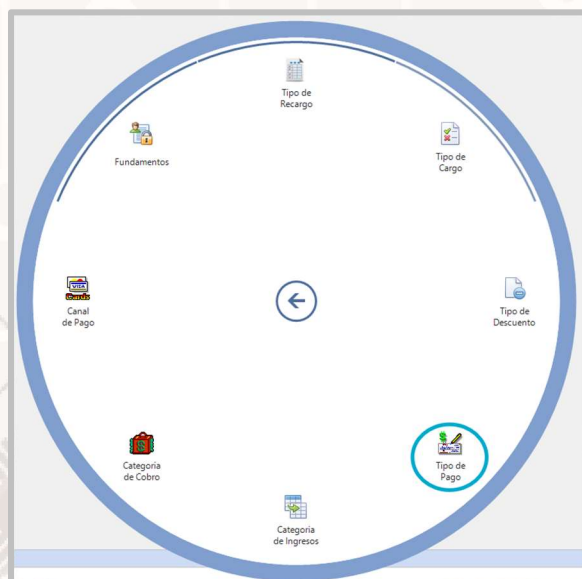 Tipo de
Recargo
Fundamentos
Tipo de
Cargo
Canal
de Pago
Tipo de
Descuento
Categoria
de Cobro
Tipo de
Pago
Categoria
de Ingresos